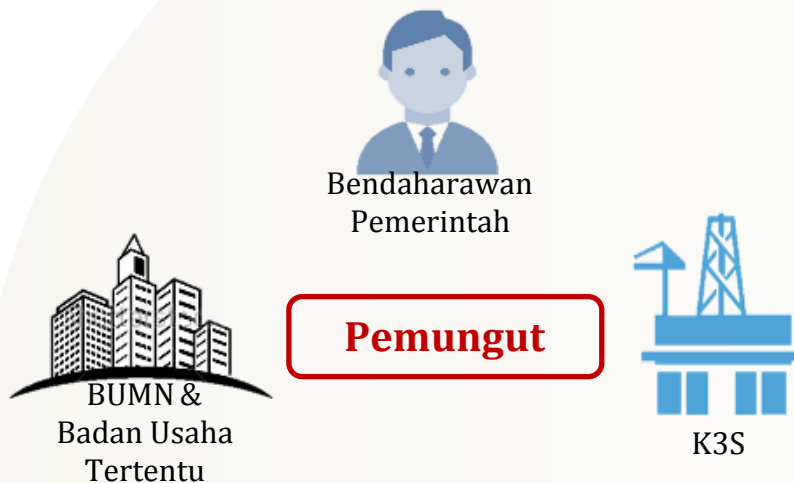 Bendaharawan
Pemerintah
Pemungut
BUMN &
Badan Usaha
Tertentu
K3S